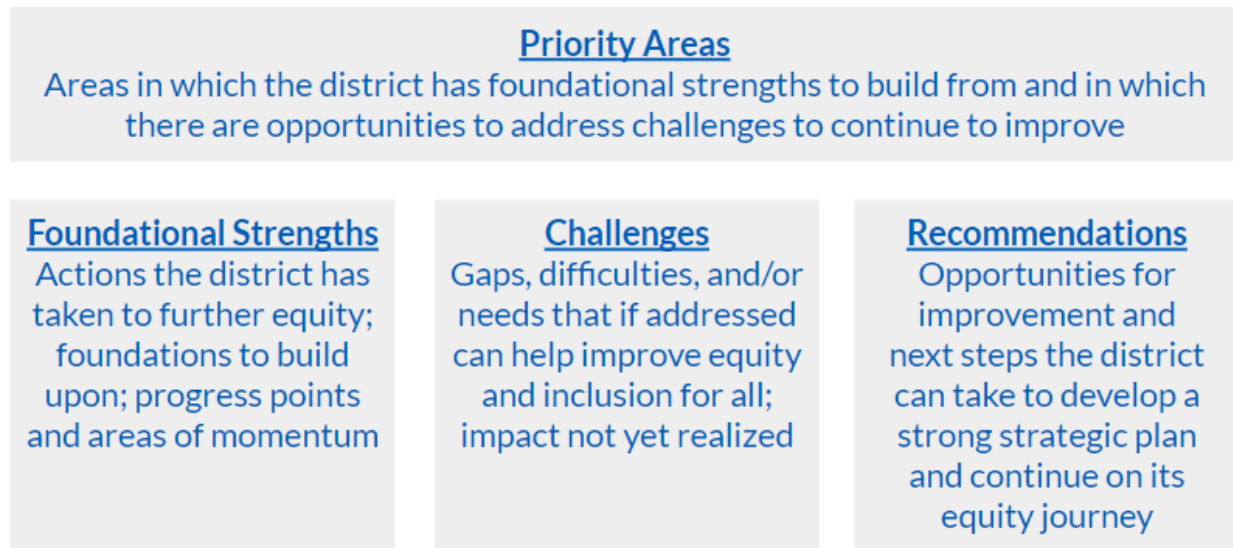 Priority Areas
Areas in which the district has foundational strengths to build from and in which
there are opportunities to address challenges to continue to improve
Foundational Strengths
Actions the district has
taken to further equity;
foundations to build
upon; progress points
and areas of momentum
Challenges
Gaps, difficulties, and/or
needs that if addressed
can help improve equity
and inclusion for all;
impact not yet realized
Recommendations
Opportunities for
improvement and
next steps the district
can take to develop a
strong strategic plan
and continue on its
equity journey